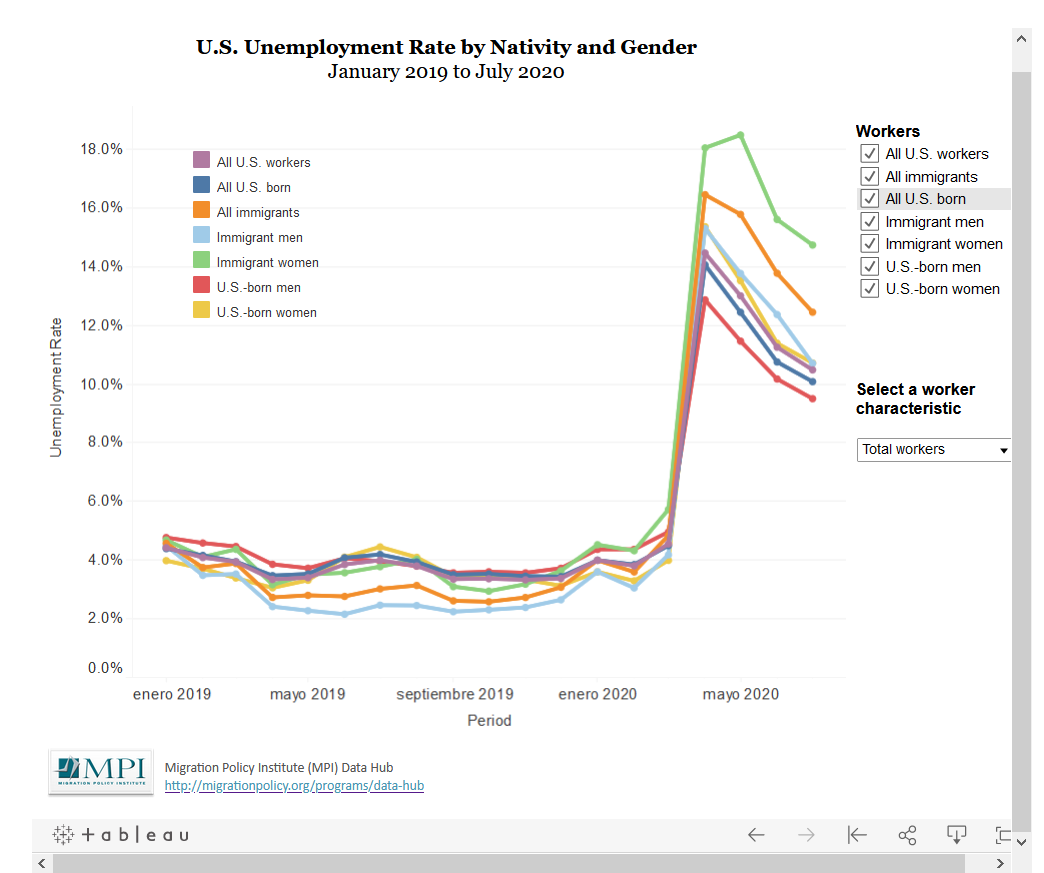 U.S. Unemployment Rate by Nativity and Gender
January 2019 to July 2020
Workers
All U.S. workers
All immigrants
All U.S. born
Immigrant men
Immigrant women
U.S.-born men
U.S.-born women
Select a worker
characteristic
Total workers
All U.S. workers
All U.S. born
All immigrants
Immigrant men
Immigrant women
U.S.-born men
U.S.-born women
Unemployment Rate
18.0%
16.0%
14.0%
12.0%
10.0%
8.0%
6.0%
4.0%
2.0%
0.0%
enero 2019 mayo 2019 septiembre 2019 enero 2020 mayo 2020
Period
MPI
MIGRATION POLICY INSTITUTE
Migration Policy Institute (MPI) Data Hub
http://migrationpolicy.org/programs/data-hub
tableau